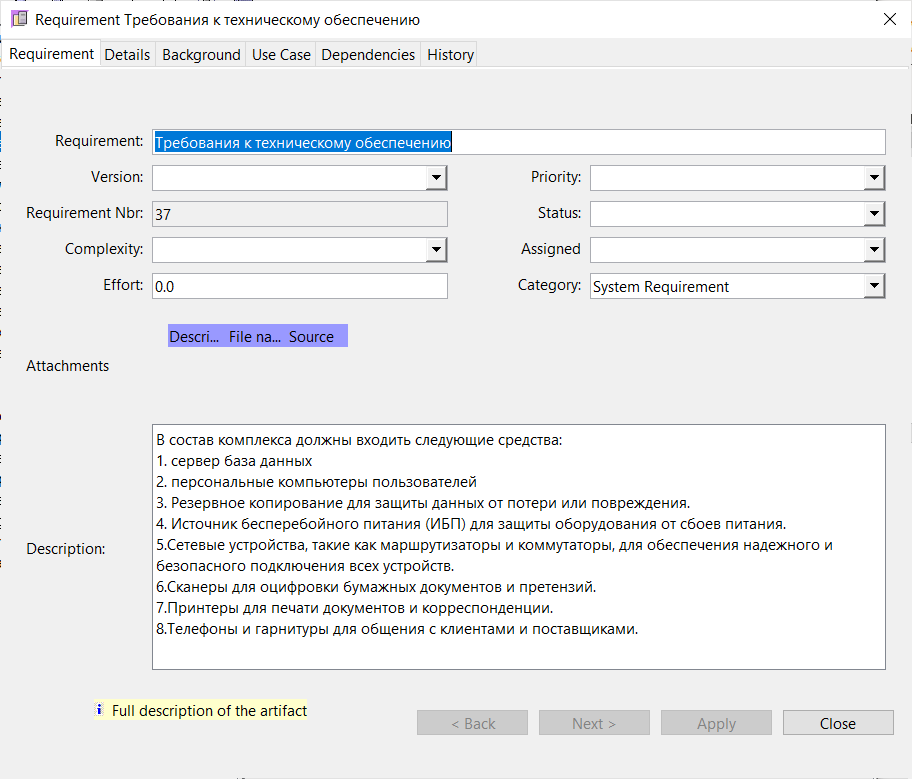 Requirement Требования к техническому обеспечению
Requirement Details Background Use Case Dependencies History
Requirement: Требования к техническому обеспечению
Version: Priority:
Requirement Nbr: 37 Status:
Complexity: Assigned
Effort: 0.0 Category: System Requirement
Descri... File na... Source
Attachments
В состав комплекса должны входить следующие средства:
1. сервер база данных
2. персональные компьютеры пользователей
3. Резервное копирование для защиты данных от потери или повреждения.
4. Источник бесперебойного питания (ИБП) для защиты оборудования от сбоев питания.
5.Сетевые устройства, такие как маршрутизаторы и коммутаторы, для обеспечения надежного и
Description: безопасного подключения всех устройств.
6.Сканеры для оцифровки бумажных документов и претензий.
7.Принтеры для печати документов и корреспонденции.
8.Телефоны и гарнитуры для общения с клиентами и поставщиками.
Full description of the artifact
< Back Next > Apply Close